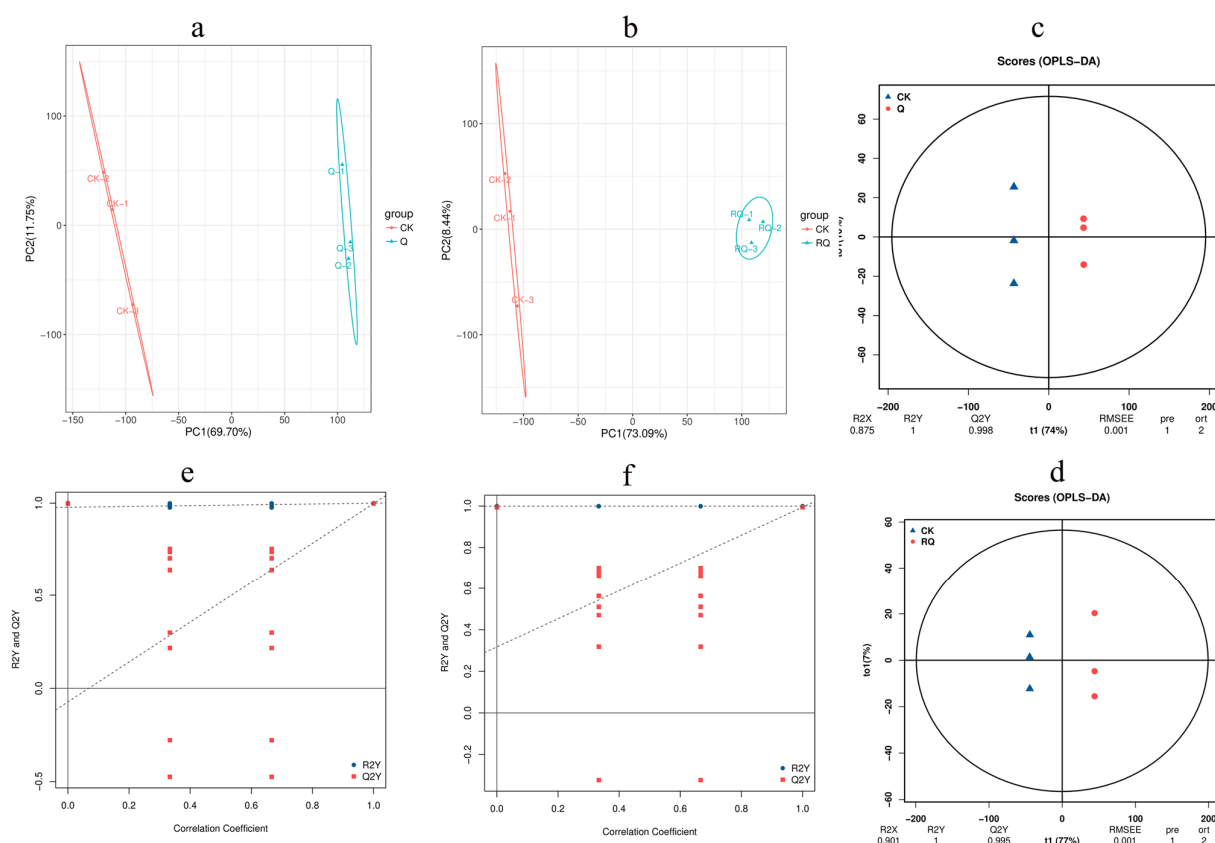 a
100
0
−100
PC2(11.75%)
CK−2
CK−1
CK−3
Q−1
Q−3
Q−2
−150
−100
−50
0
50
100
PC1(69.70%)
group
CK
Q
b
100
0
−100
PC2(8.44%)
CK−2
CK−1
CK−3
RQ−1
RQ−2
RQ−3
−100
−50
0
50
100
PC1(73.09%)
group
CK
RQ
c
Scores (OPLS−DA)
CK
Q
60
40
20
0
−20
−40
−60
−200
−100
0
100
200
R2X R2Y Q2Y t1 (74%) RMSEE pre ort
0.875 1 0.998 0.001 1 2
e
1.0
0.5
0.0
−0.5
R2Y and Q2Y
R2Y
Q2Y
0.0 0.2 0.4 0.6 0.8 1.0
Correlation Coefficient
f
1.0
0.8
0.6
0.4
0.2
0.0
−0.2
R2Y and Q2Y
R2Y
Q2Y
0.0 0.2 0.4 0.6 0.8 1.0
Correlation Coefficient
d
Scores (OPLS−DA)
CK
RQ
60
40
20
0
−20
−40
−60
to1(7%)
−200
−100
0
100
200
R2X R2Y Q2Y t1 (77%) RMSEE pre ort
0.901 1 0.995 0.001 1 2